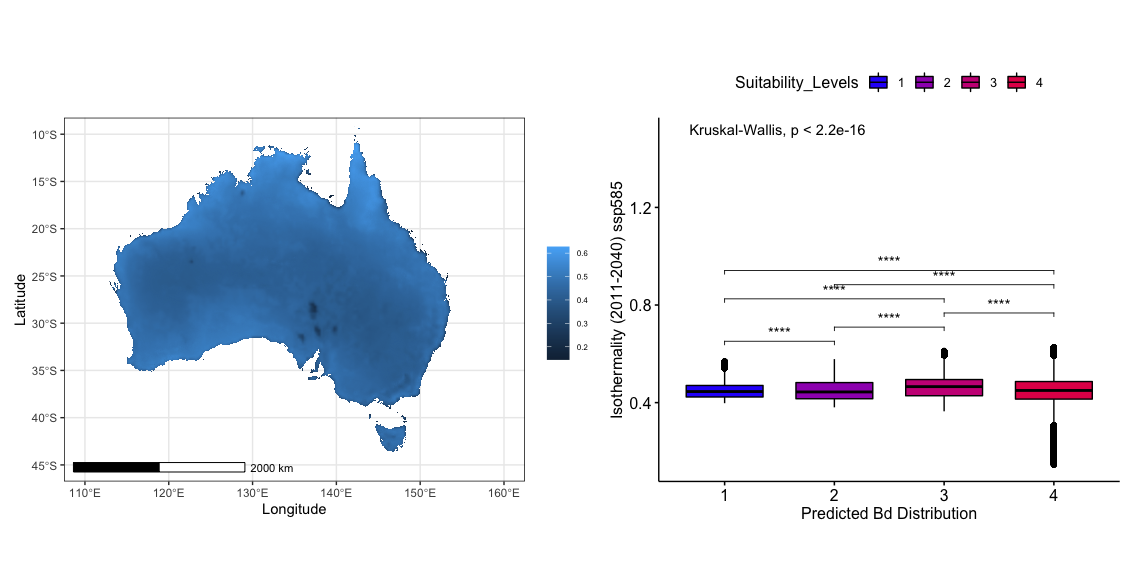 Suitability_Levels 1 2 3 4
Kruskal-Wallis, p < 2.2e-16
10°S
15°S
20°S
25°S
30°S
35°S
40°S
45°S
Latitude
2000 km
110°E 120°E 130°E 140°E 150°E 160°E
Longitude
0.6
0.5
0.4
0.3
0.2
Isothermality (2011-2040) ssp585
1.2
0.8
0.4
****
****
****
****
****
****
1 2 3 4
Predicted Bd Distribution